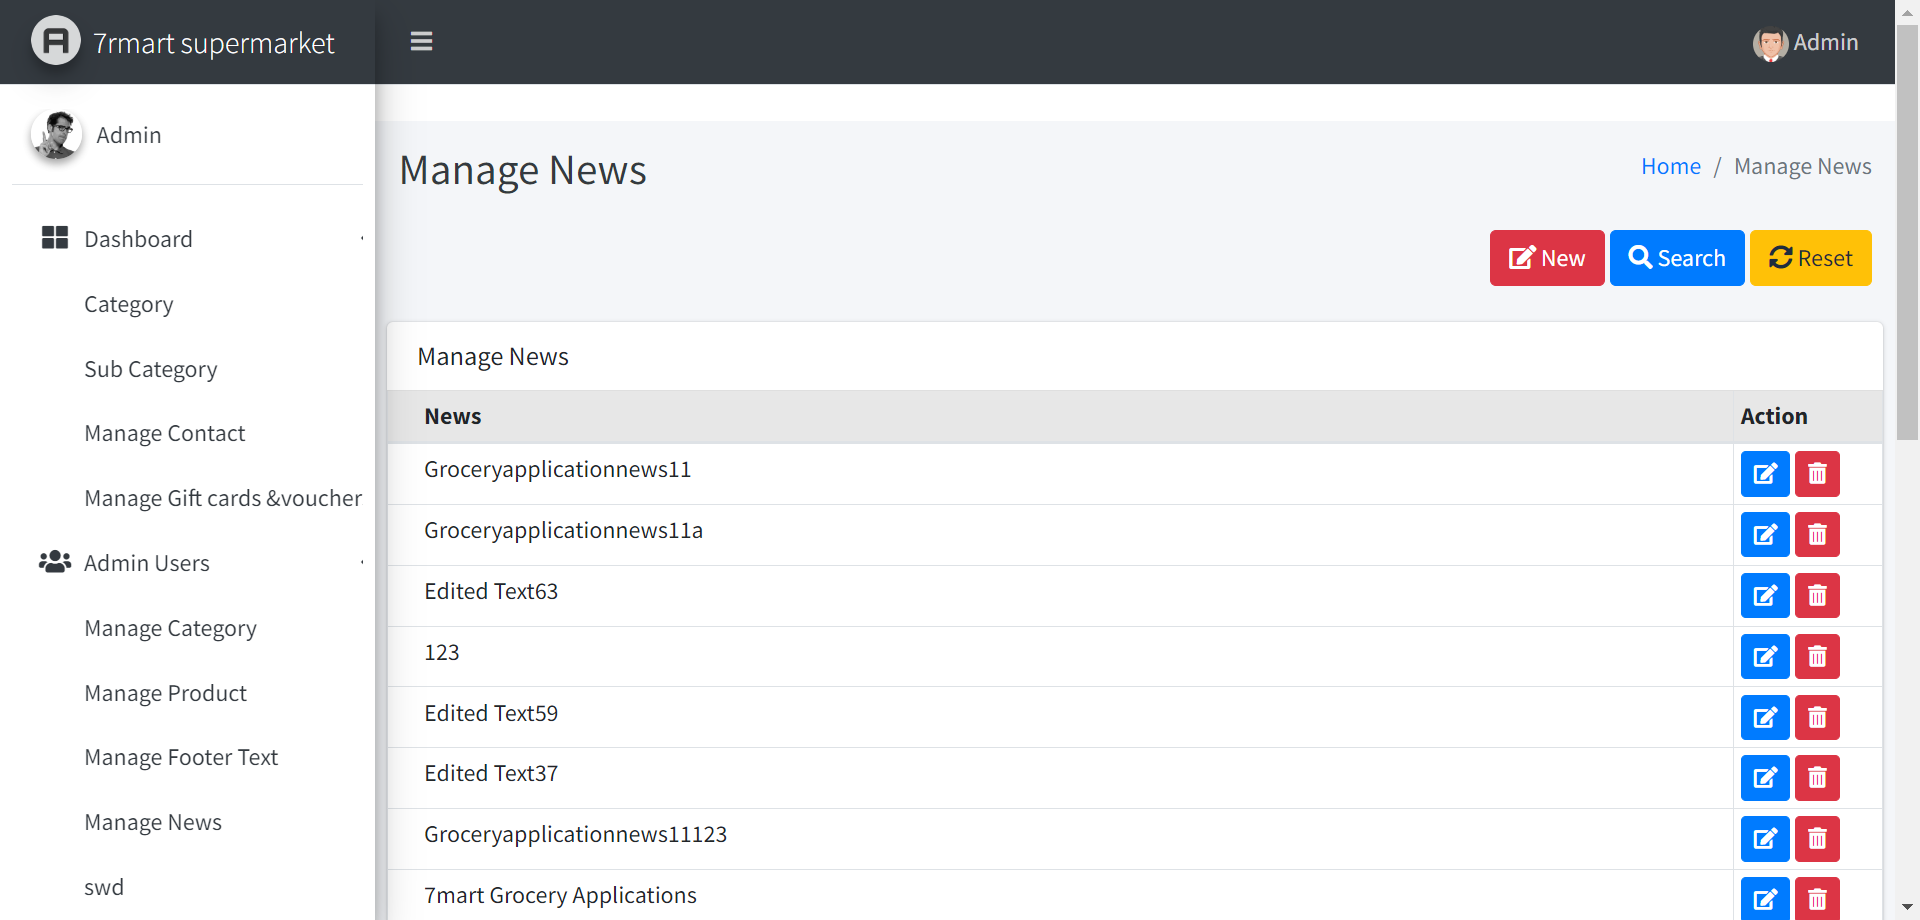 7rmart supermarket
Admin
Admin
Dashboard
Category
Sub Category
Manage Contact
Manage Gift cards &voucher
Admin Users
Manage Category
Manage Product
Manage Footer Text
Manage News
swd
Manage News
Home / Manage News
New Search Reset
Manage News
News Action
Groceryapplicationnews11
Groceryapplicationnews11a
Edited Text63
123
Edited Text59
Edited Text37
Groceryapplicationnews11123
7mart Grocery Applications